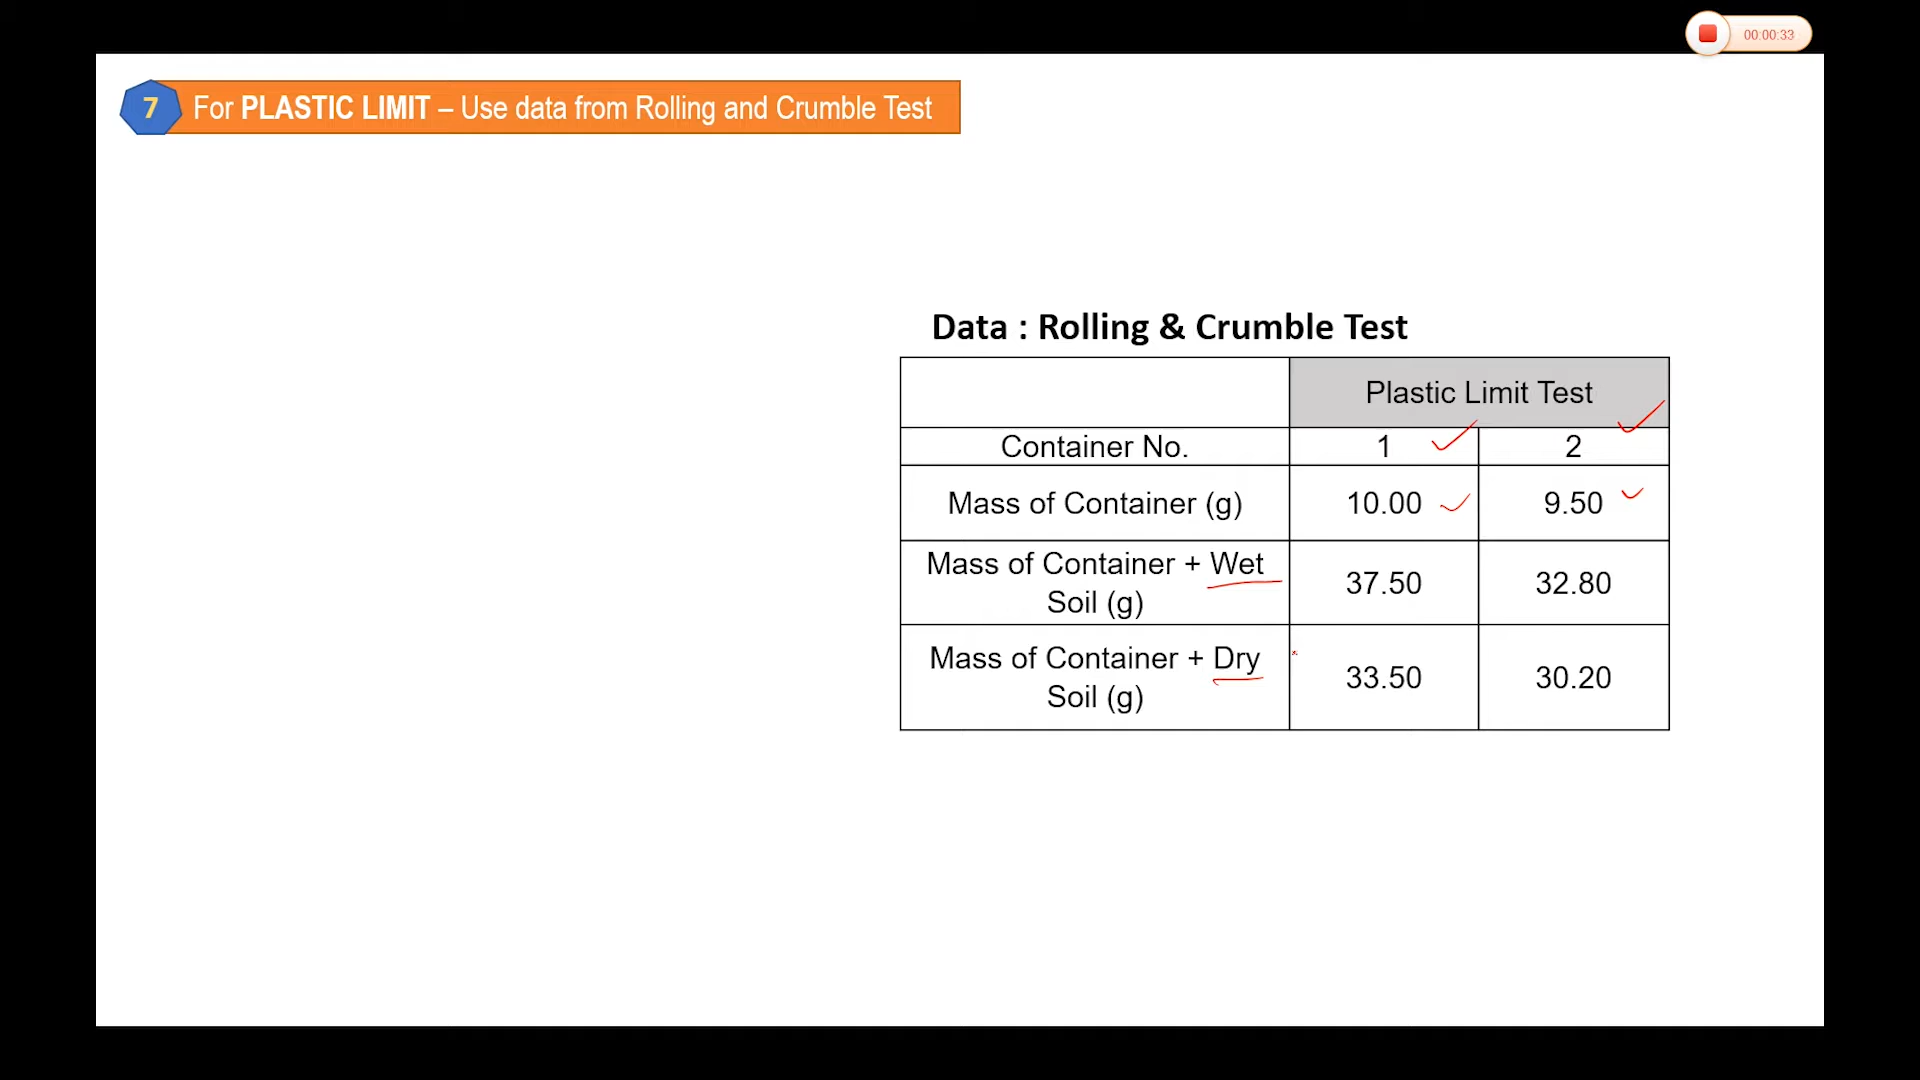 00:00:33
7 For PLASTIC LIMIT – Use data from Rolling and Crumble Test
Data : Rolling & Crumble Test
Plastic Limit Test
Container No. 1 2
Mass of Container (g) 10.00 9.50
Mass of Container + Wet
Soil (g) 37.50 32.80
Mass of Container + Dry
Soil (g) 33.50 30.20